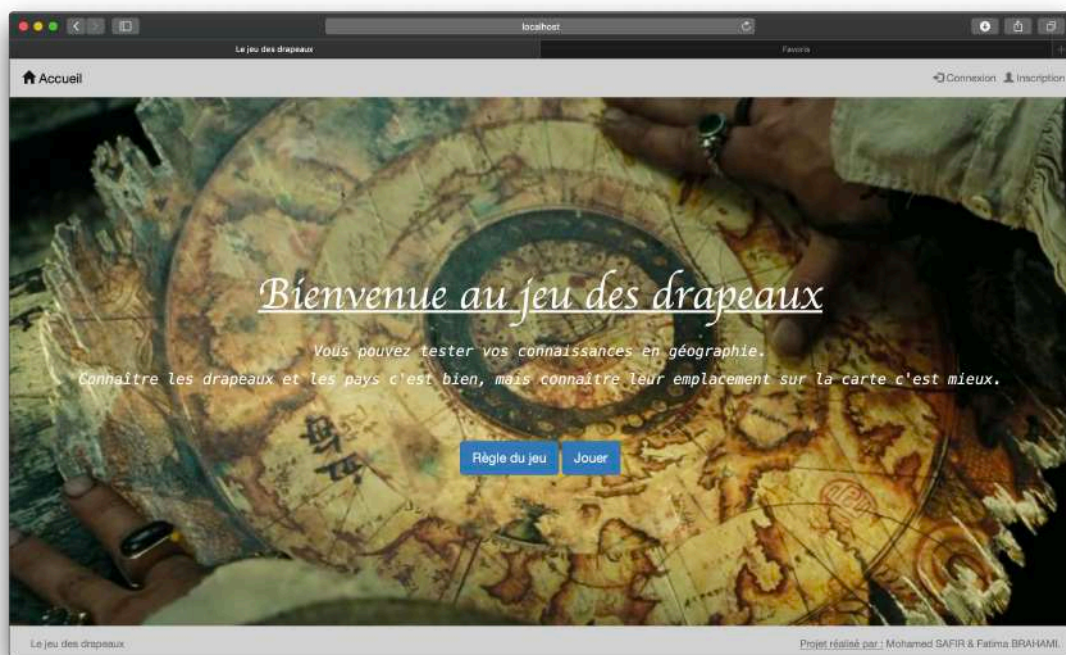 localhost
Le jeu des drapeaux Favoris
Accueil Connexion Inscription
Bienvenue au jeu des drapeaux
Vous pouvez tester vos connaissances en géographie.
Connaître les drapeaux et les pays c'est bien, mais connaître leur emplacement sur la carte c'est mieux.
Règle du jeu Jouer
Le jeu des drapeaux Projet réalisé par : Mohamed SAFIR & Fatima BRAHAMI.